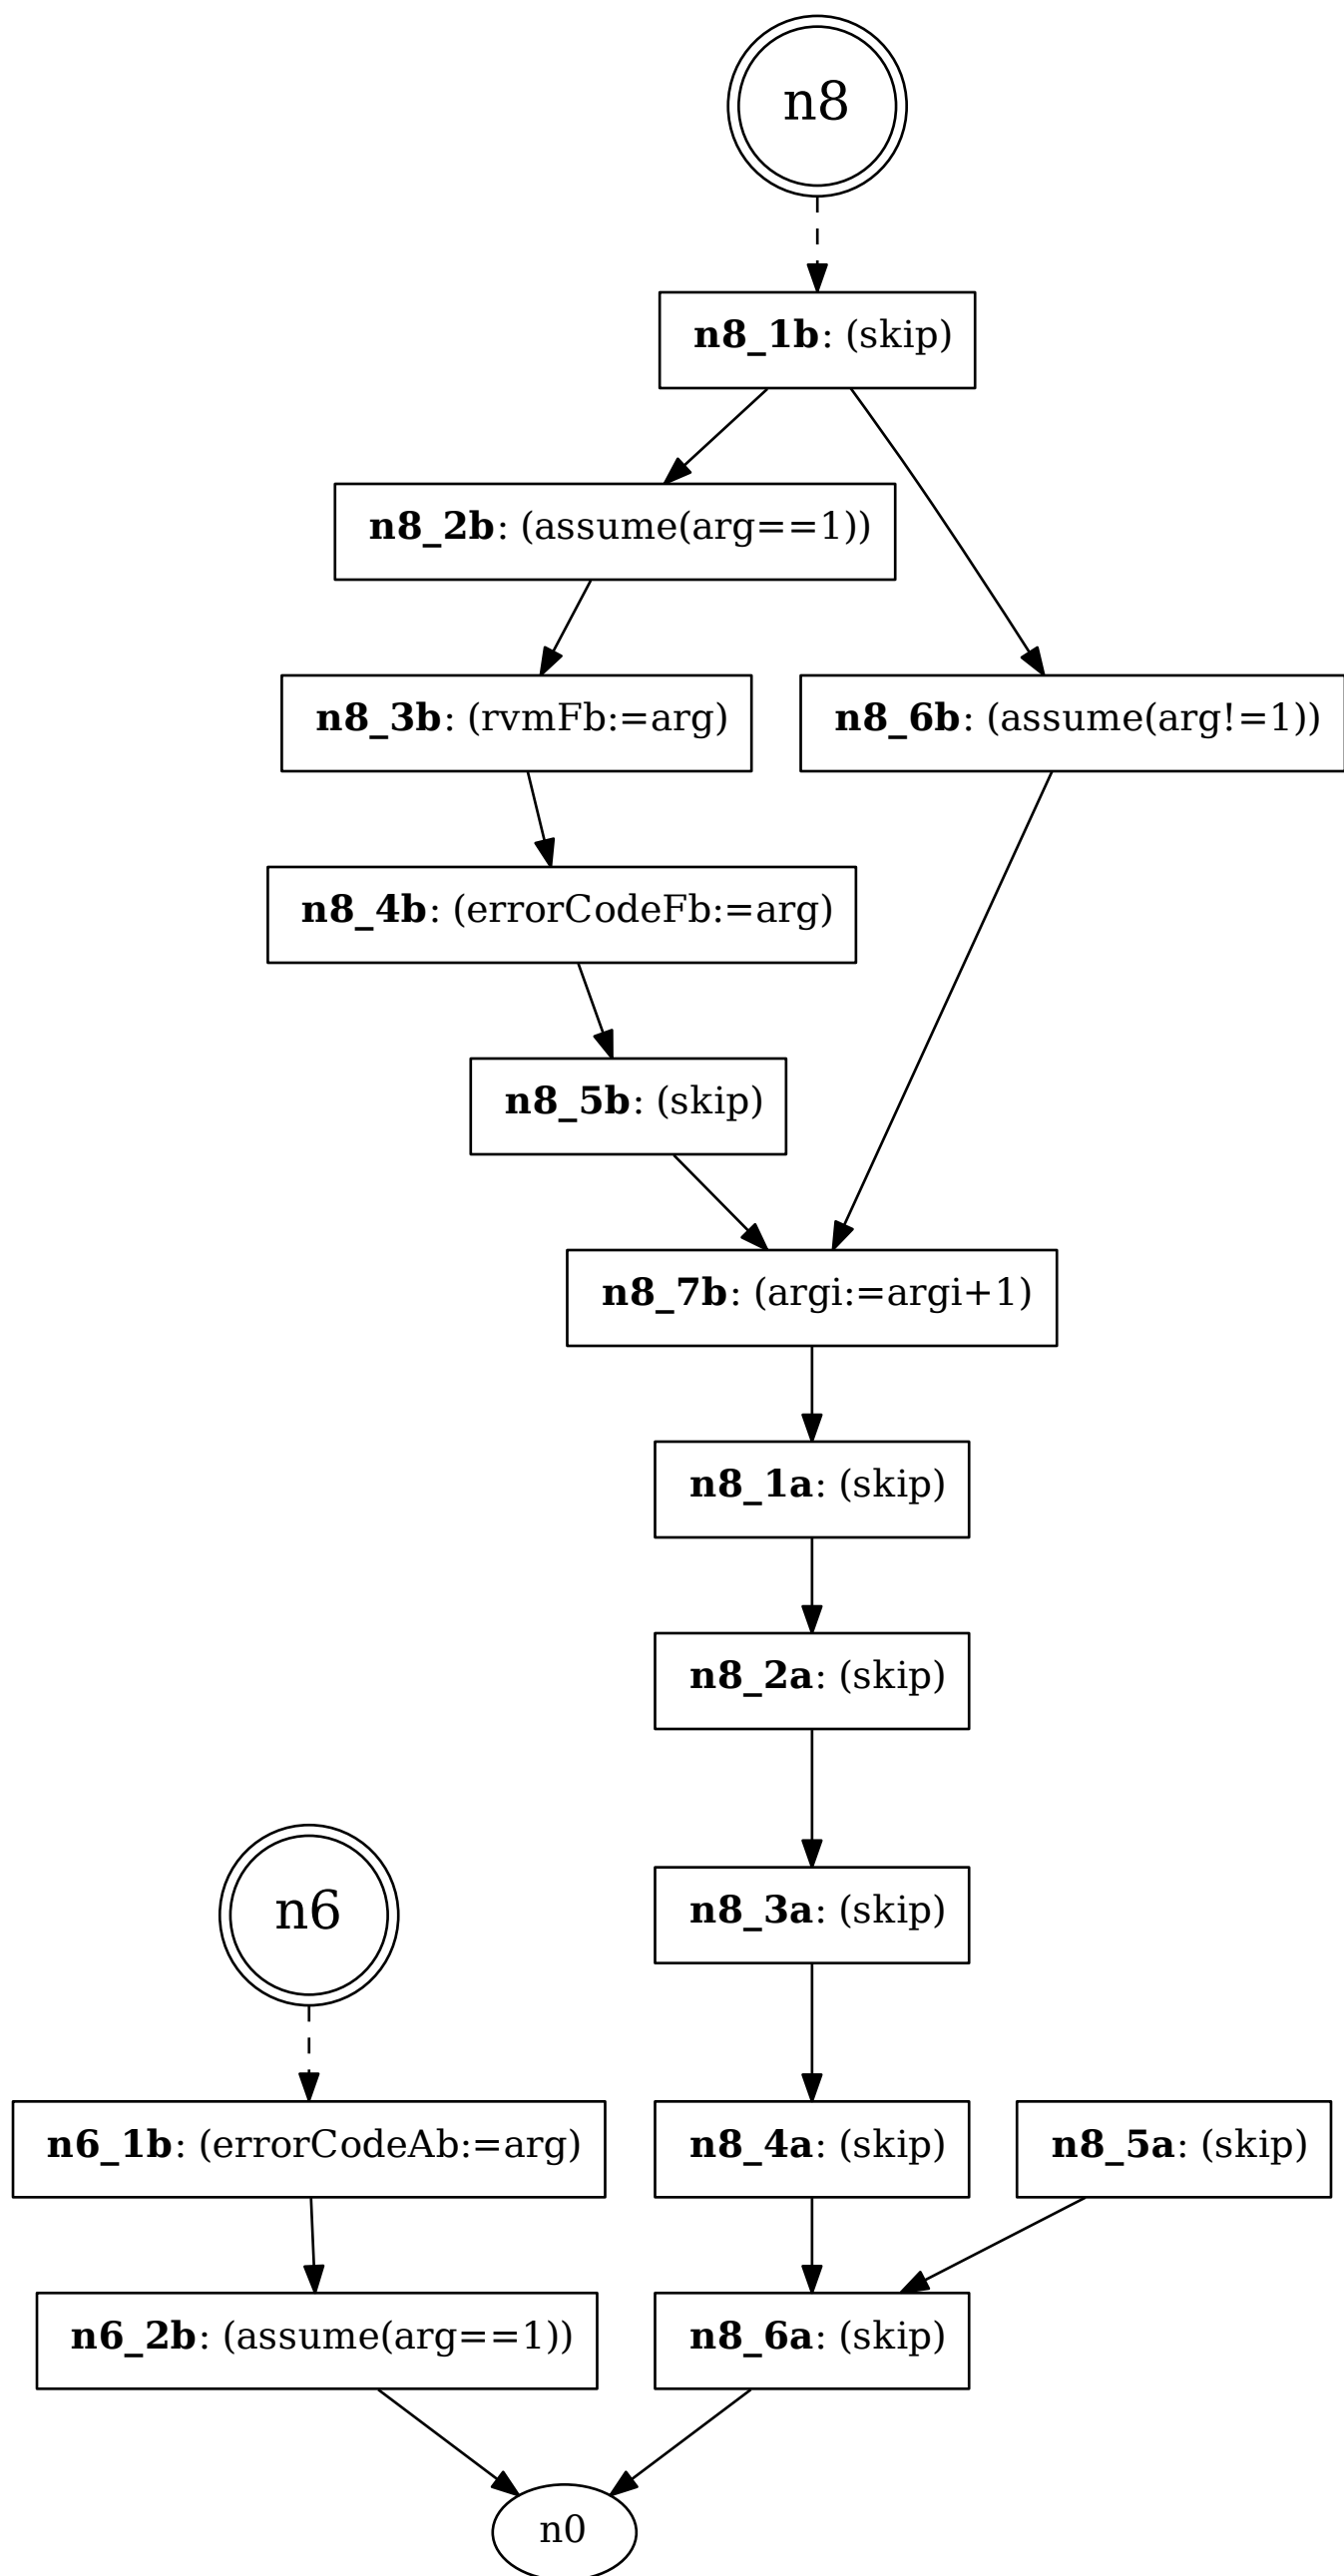 n8
n8_1b: (skip)
n8_2b: (assume(arg==1))
n8_3b: (rvmFb:=arg)
n8_6b: (assume(arg!=1))
n8_4b: (errorCodeFb:=arg)
n8_5b: (skip)
n8_7b: (argi:=argi+1)
n8_1a: (skip)
n8_2a: (skip)
n6
n8_3a: (skip)
n6_1b: (errorCodeAb:=arg)
n8_4a: (skip)
n8_5a: (skip)
n6_2b: (assume(arg==1))
n8_6a: (skip)
n0